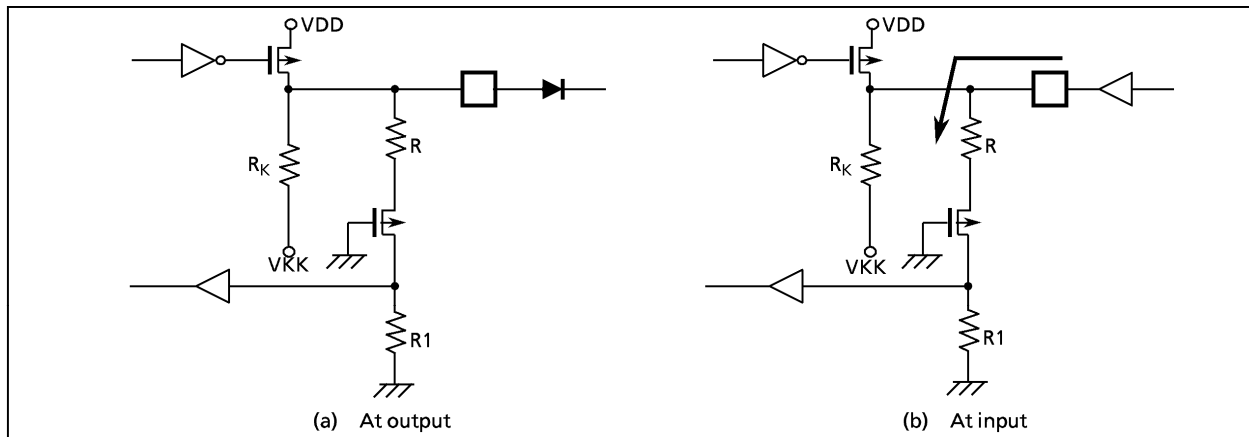 VDD
R
RK
VKK
R1
(a) At output
VDD
R
RK
VKK
R1
(b) At input